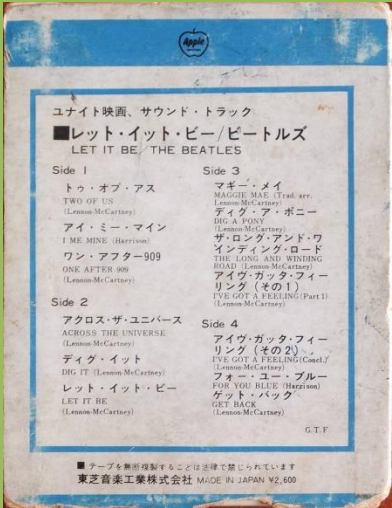 Apple
ユナイト映画、サウンド・トラック
■レット・イット・ビー/ビートルズ
LET IT BE／THE BEATLES
Side 1
トゥ・オブ・アス
TWO OF US
(Lennon-McCartney)
アイ・ミー・マイン
I ME MINE (Harrison)
ワン・アフター909
ONE AFTER 909
(Lennon-McCartney)
Side 2
アクロス・ザ・ユニバース
ACROSS THE UNIVERSE
(Lennon-McCartney)
ディグ・イット
DIG IT (Lennon-McCartney)
レット・イット・ビー
LET IT BE
(Lennon-McCartney)
Side 3
マギー・メイ
MAGGIE MAE (Trad. arr.
Lennon-McCartney)
ディグ・ア・ポニー
DIG A PONY
(Lennon-McCartney)
ザ・ロング・アンド・ワ
インディング・ロード
THE LONG AND WINDING
ROAD (Lennon-McCartney)
アイヴ・ガッタ・フィー
リング (その1)
I'VE GOT A FEELING (Part 1)
(Lennon-McCartney)
Side 4
アイヴ・ガッタ・フィー
リング (その2)
I'VE GOT A FEELING (Concl.)
(Lennon-McCartney)
フォー・ユー・ブルー
FOR YOU BLUE (Harrison)
ゲット・バック
GET BACK
(Lennon-McCartney)
G.T.F
■ テープを無断複製することは法律で禁じられています
東芝音楽工業株式会社 MADE IN JAPAN ¥2,600